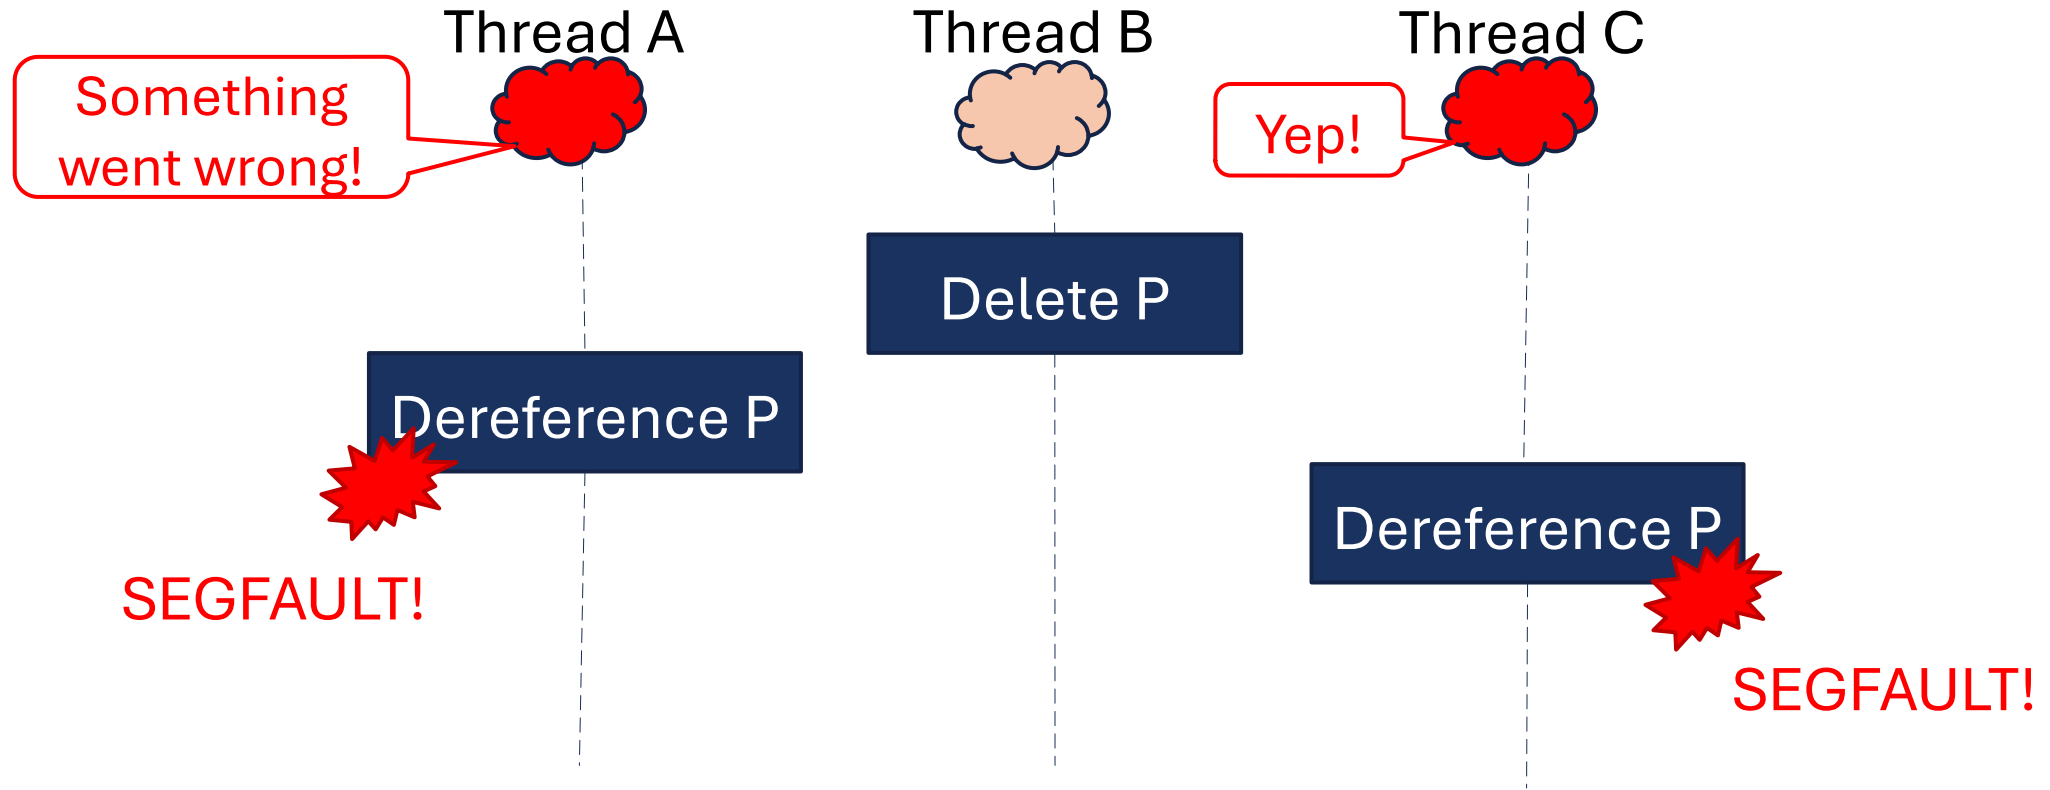 Thread A
Thread B
Thread C
Something
went wrong!
Yep!
Delete P
Dereference P
Dereference P
SEGFAULT!
SEGFAULT!